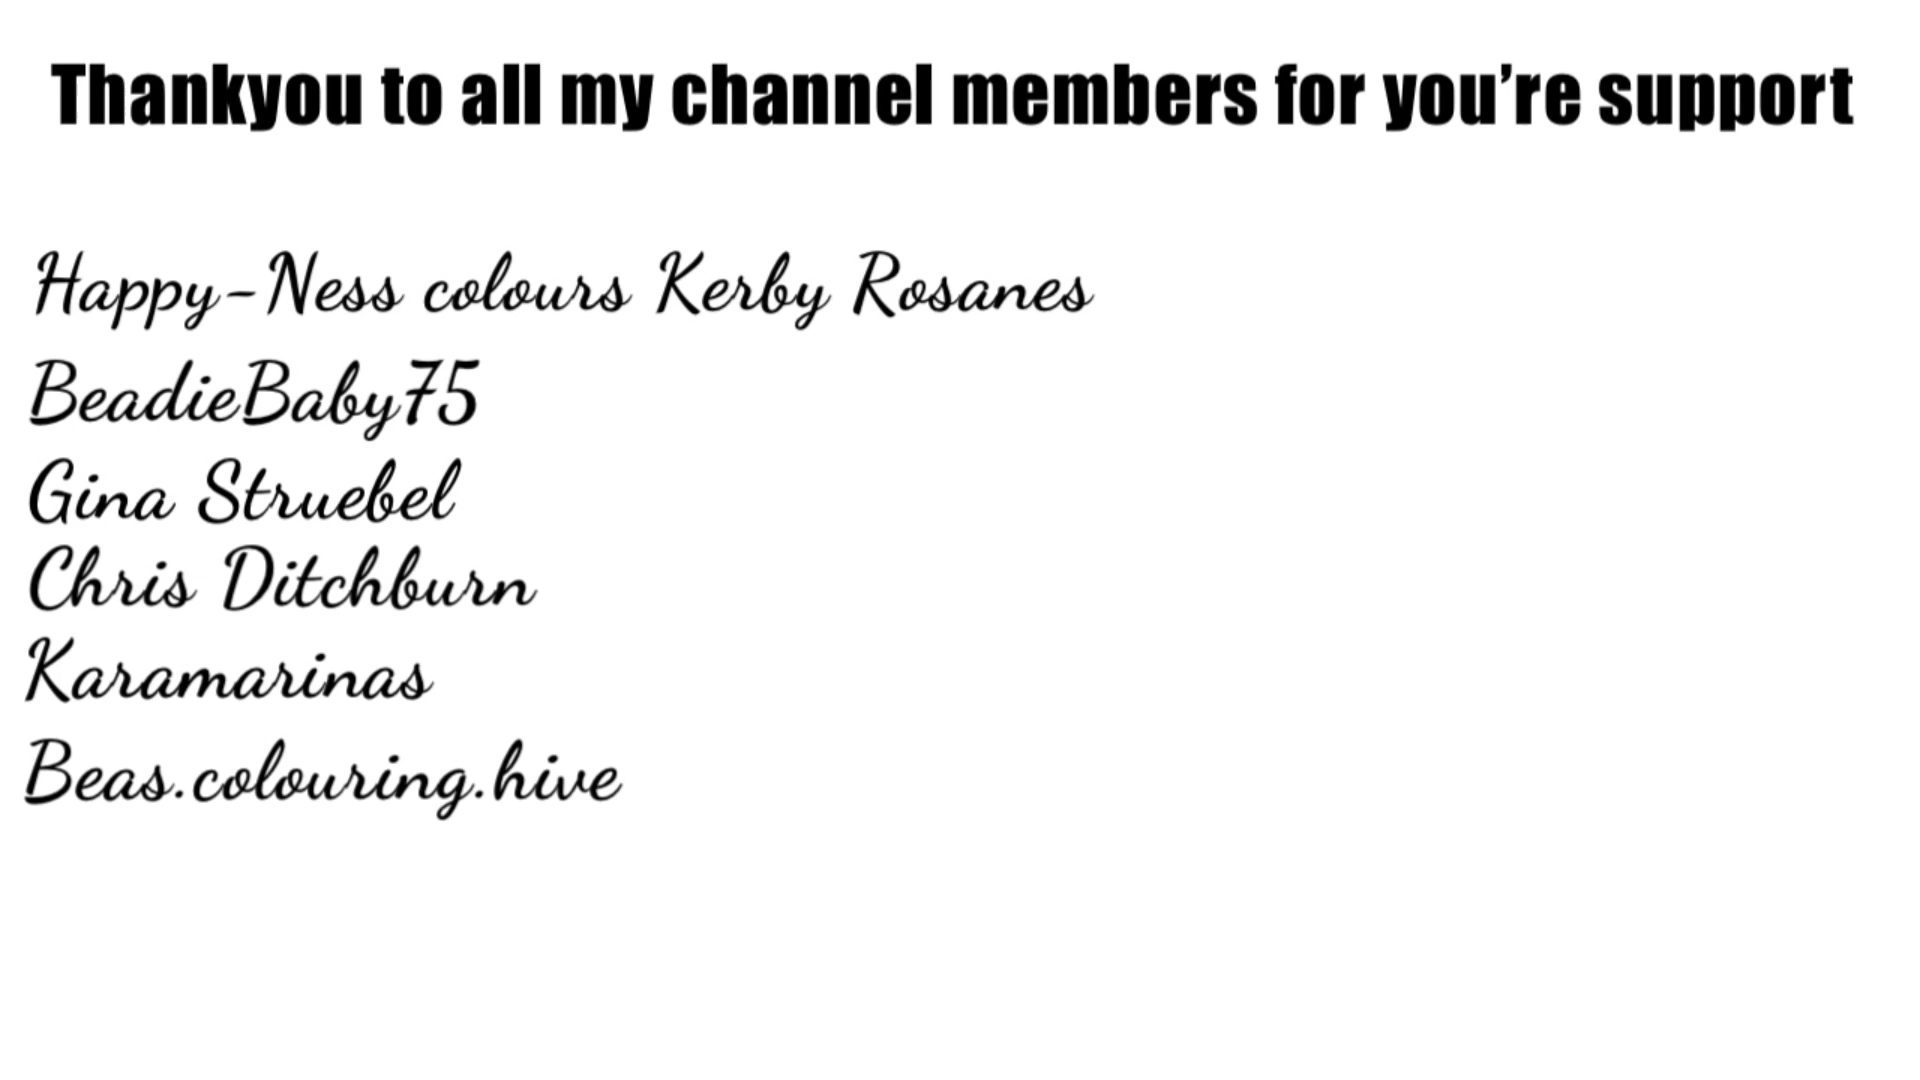 Thankyou to all my channel members for you’re support
Happy-Ness colours Kerby Rosanes
BeadieBaby75
Gina Struebel
Chris Ditchburn
Karamarinas
Beas.colouring.hive